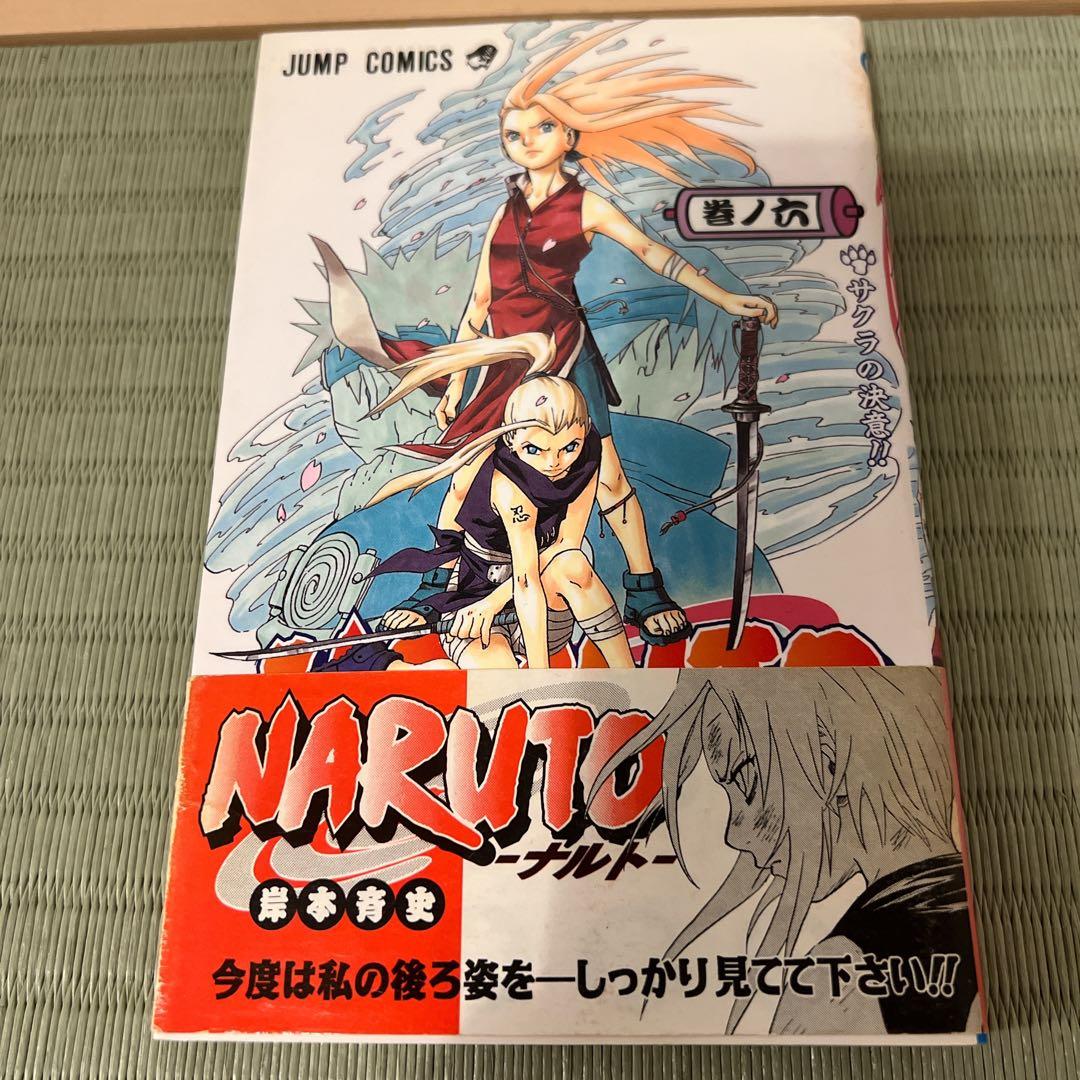 JUMP COMICS
巻ノ六
サクラの決意!!
忍
NARUTO
NARUTO
-ナルト-
岸本斉史
今度は私の後ろ姿を―しっかり見てて下さい!!